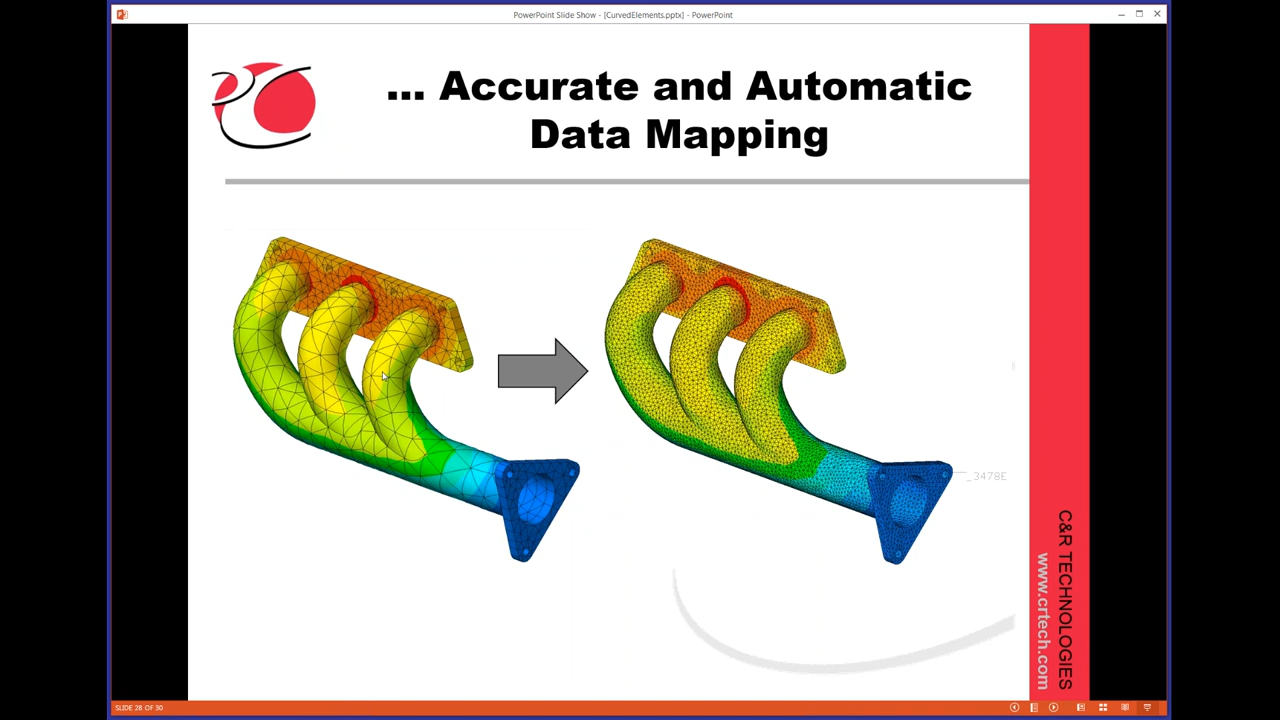 PowerPoint Slide Show - [CurvedElements.pptx] - PowerPoint
... Accurate and Automatic
Data Mapping
_3478E
C&R TECHNOLOGIES
www.crtech.com
SLIDE 28 OF 30